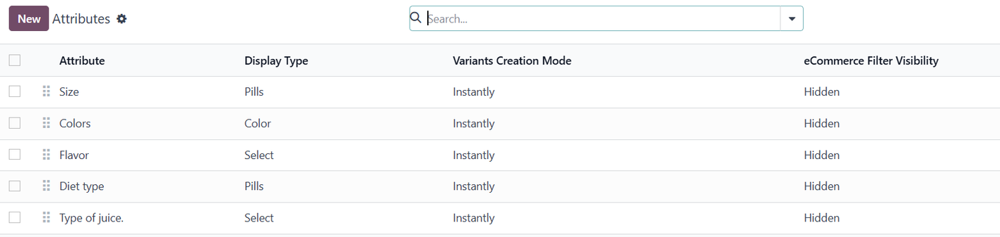 New Attributes Search...
Attribute Display Type Variants Creation Mode eCommerce Filter Visibility
Size Pills Instantly Hidden
Colors Color Instantly Hidden
Flavor Select Instantly Hidden
Diet type Pills Instantly Hidden
Type of juice. Select Instantly Hidden